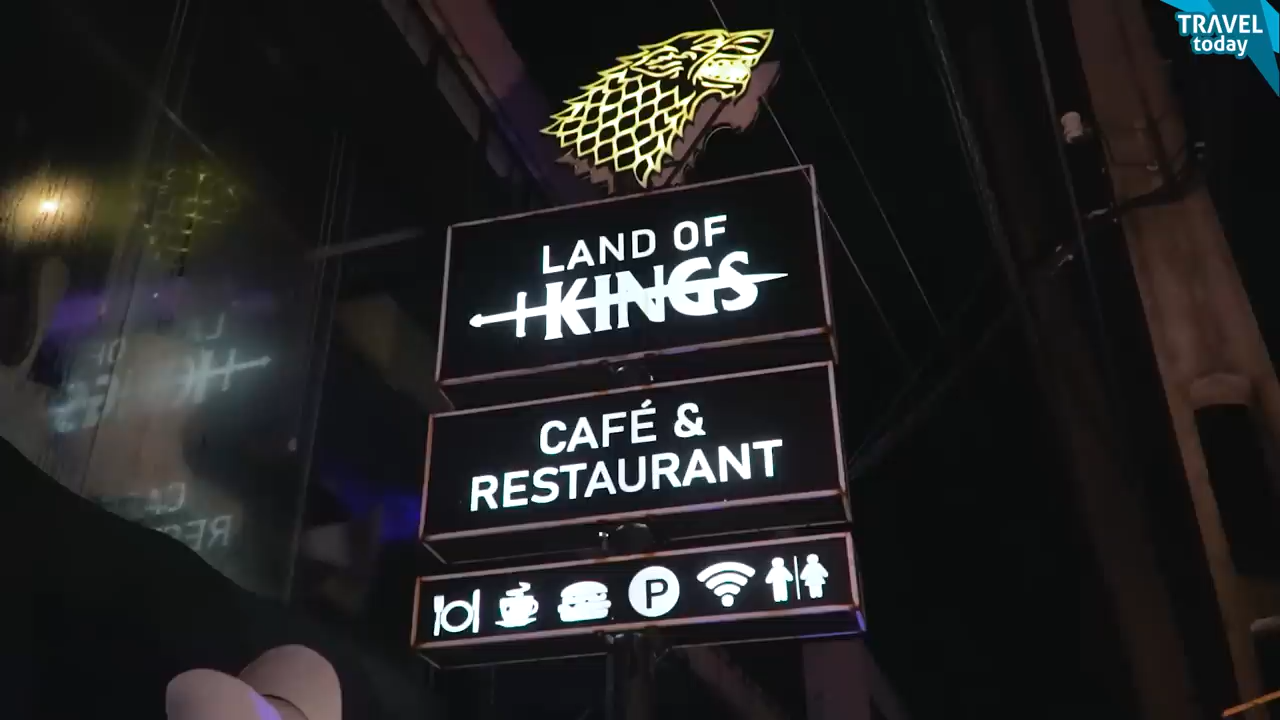 TRAVEL
today
LAND OF
KINGS
CAFÉ &
RESTAURANT
P